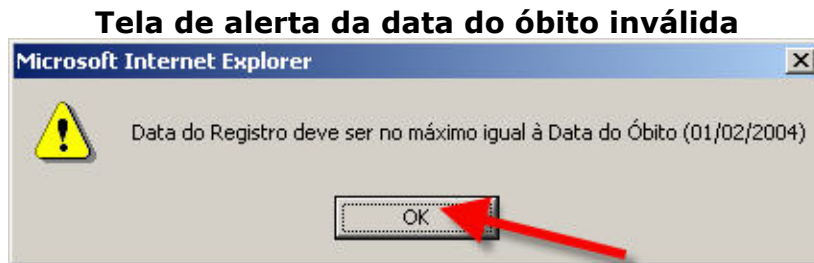 Tela de alerta da data do óbito inválida
Microsoft Internet Explorer
Data do Registro deve ser no máximo igual à Data do Óbito (01/02/2004)
OK